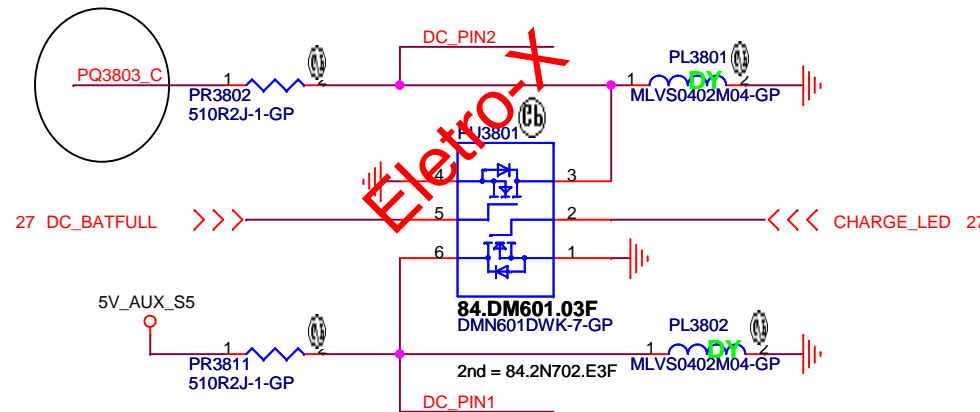 DC_PIN2
PQ3803_C
1
2
PR3802
510R2J-1-GP
PL3801
1
DY
2
MLVS0402M04-GP
Eletro-X
PU3801
4
3
27 DC_BATFULL
5
2
CHARGE_LED 27
6
1
5V_AUX_S5
84.DM601.03F
DMN601DWK-7-GP
1
2
PR3811
510R2J-1-GP
2nd = 84.2N702.E3F
PL3802
1
DY
2
MLVS0402M04-GP
DC_PIN1